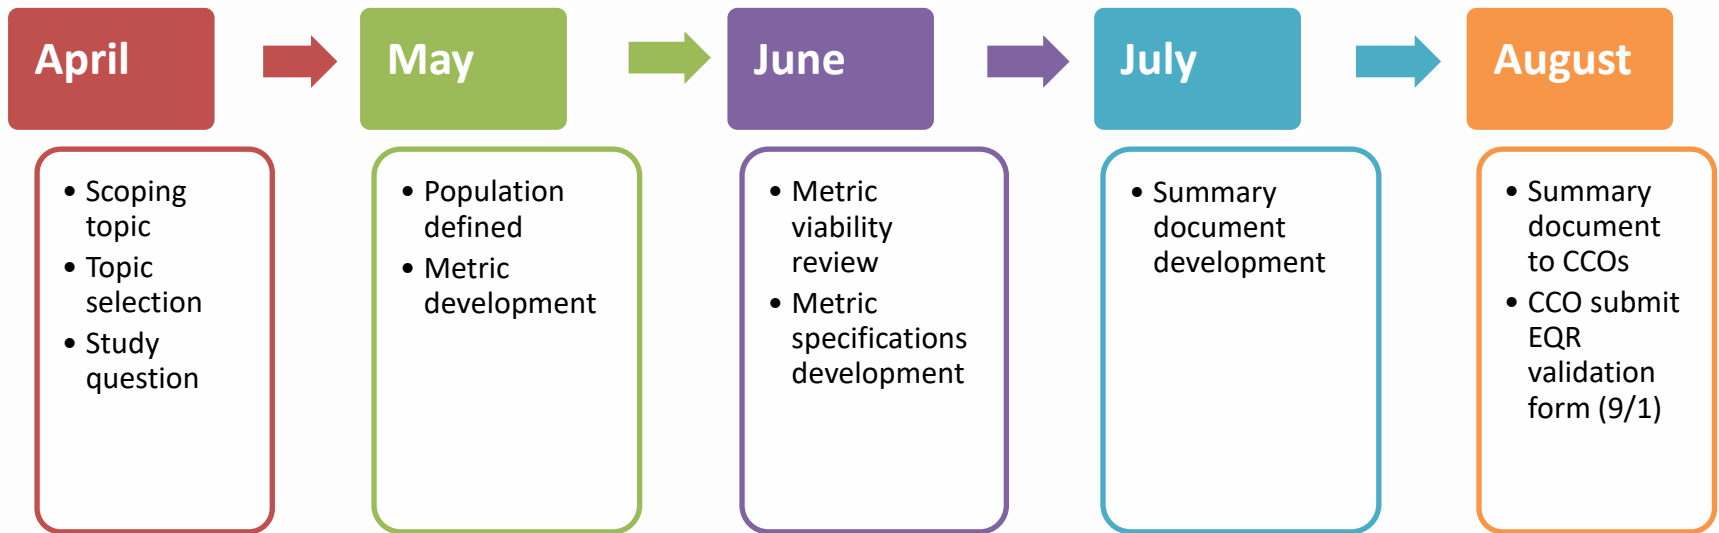 April
• Scoping
topic
• Topic
selection
• Study
question
May
• Population
defined
• Metric
development
June
• Metric
viability
review
• Metric
specifications
development
July
• Summary
document
development
August
• Summary
document
to CCOs
• CCO submit
EQR
validation
form (9/1)